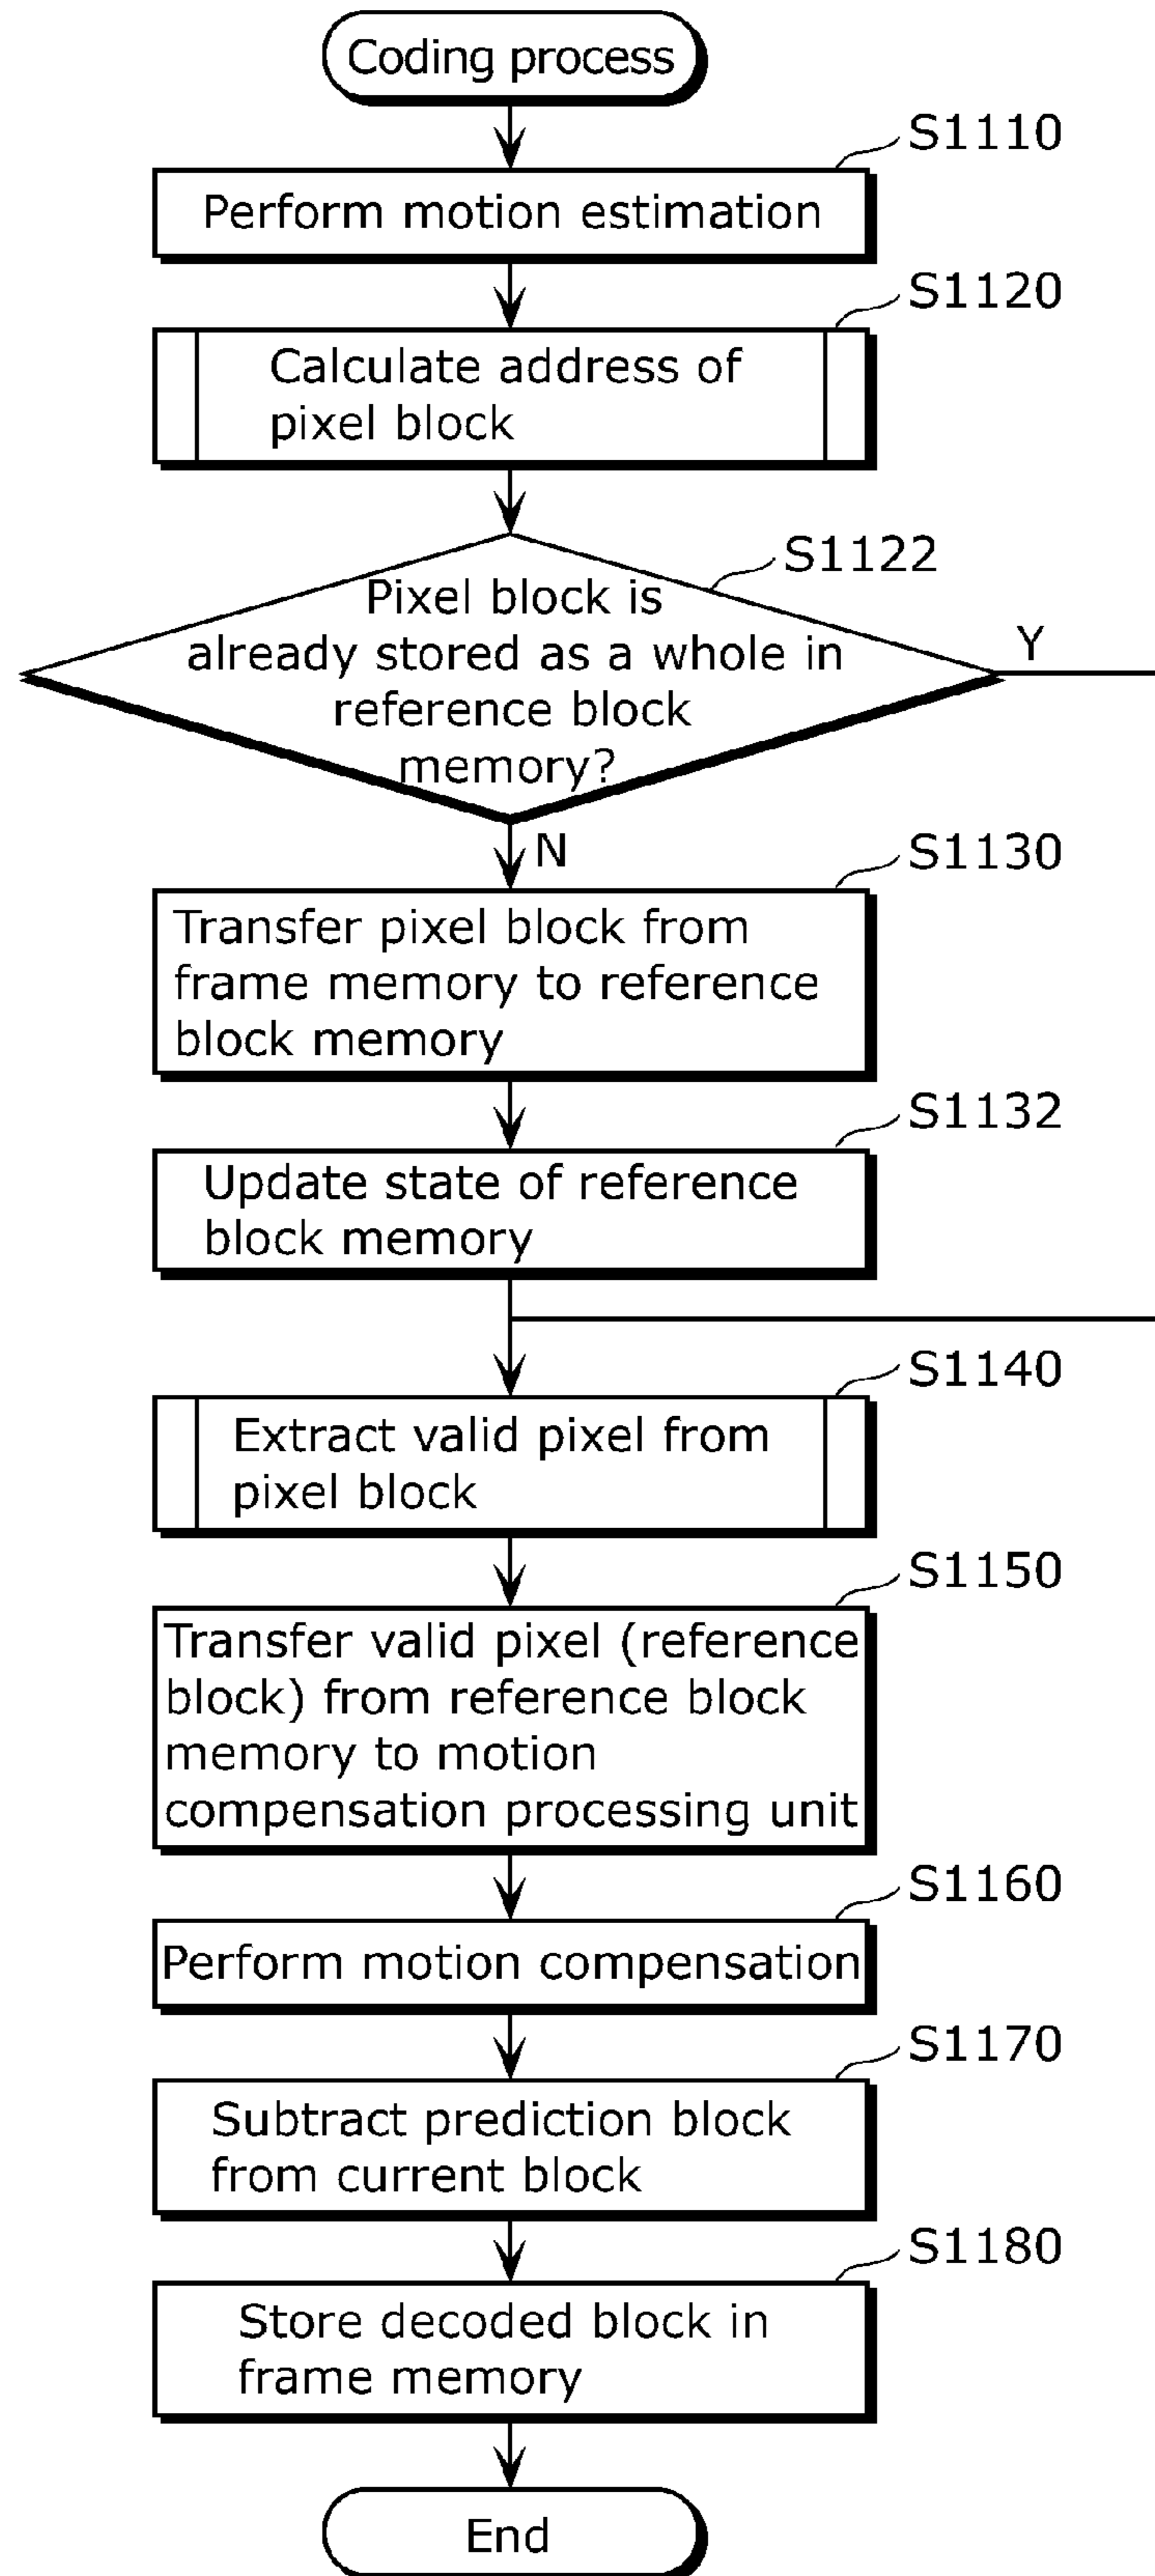 Coding process
S1110
Perform motion estimation
S1120
Calculate address of
pixel block
S1122
Pixel block is
already stored as a whole in
reference block
memory?
Y
N
S1130
Transfer pixel block from
frame memory to reference
block memory
S1132
Update state of reference
block memory
S1140
Extract valid pixel from
pixel block
S1150
Transfer valid pixel (reference
block) from reference block
memory to motion
compensation processing unit
S1160
Perform motion compensation
S1170
Subtract prediction block
from current block
S1180
Store decoded block in
frame memory
End